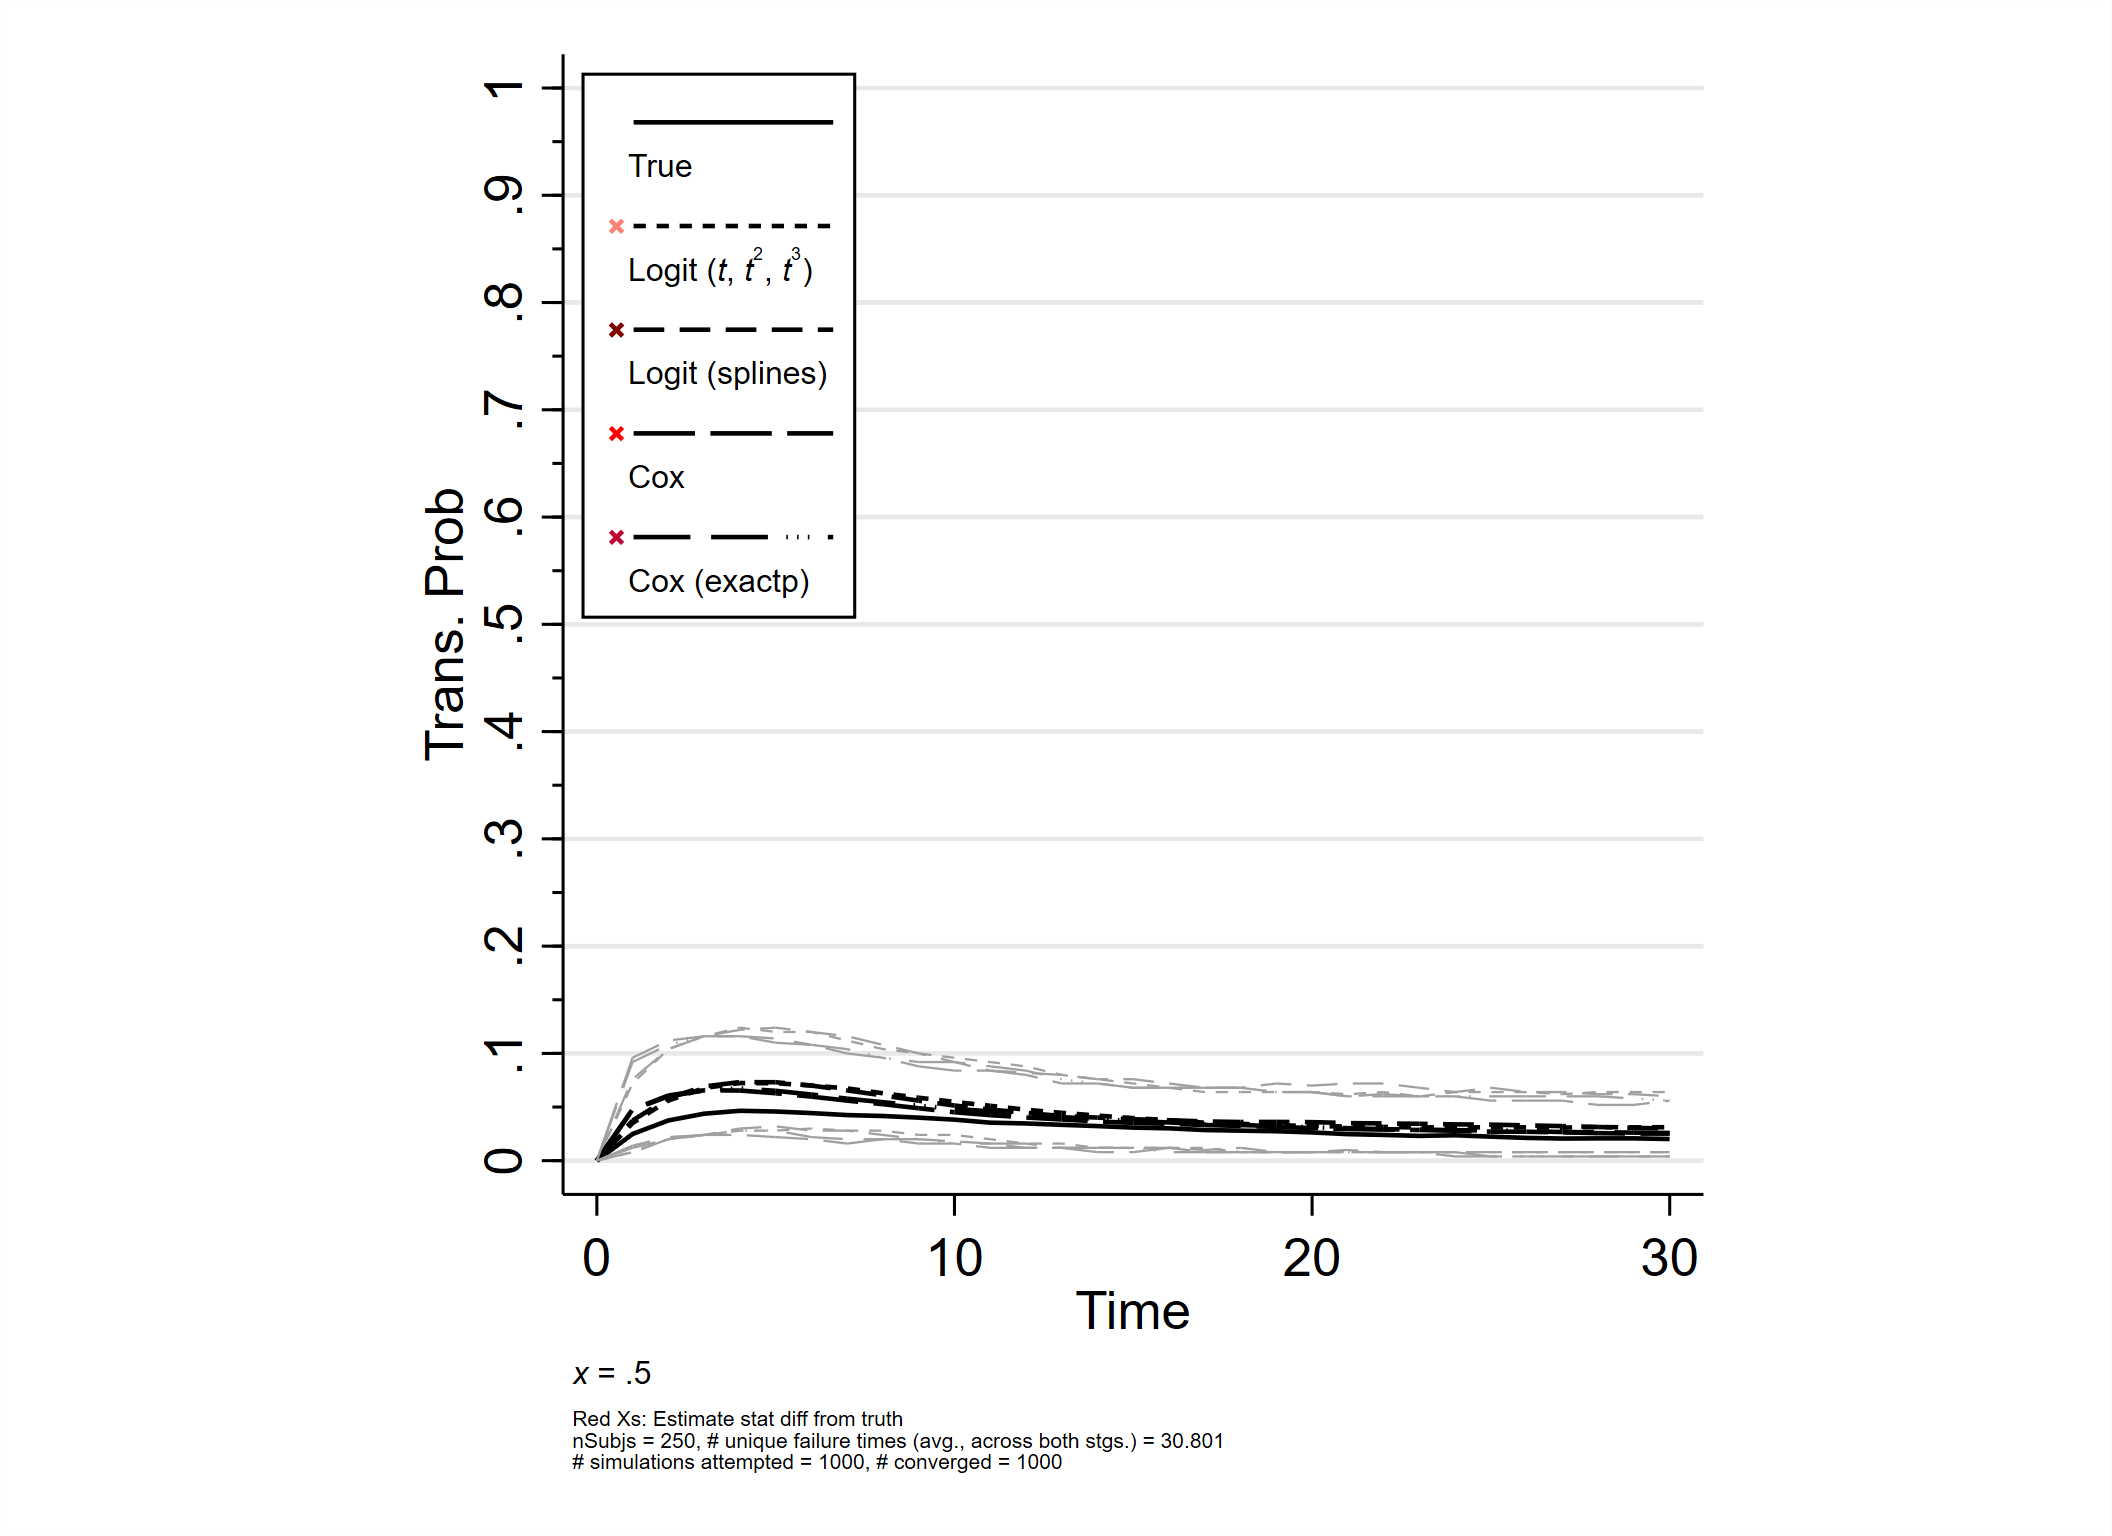 1
.9
.8
.7
.6
.5
.4
.3
.2
.1
0
Trans. Prob
True
Logit (t, t², t³)
Logit (splines)
Cox
Cox (exactp)
0 10 20 30
Time
x = .5
Red Xs: Estimate stat diff from truth
nSubjs = 250, # unique failure times (avg., across both stgs.) = 30.801
# simulations attempted = 1000, # converged = 1000